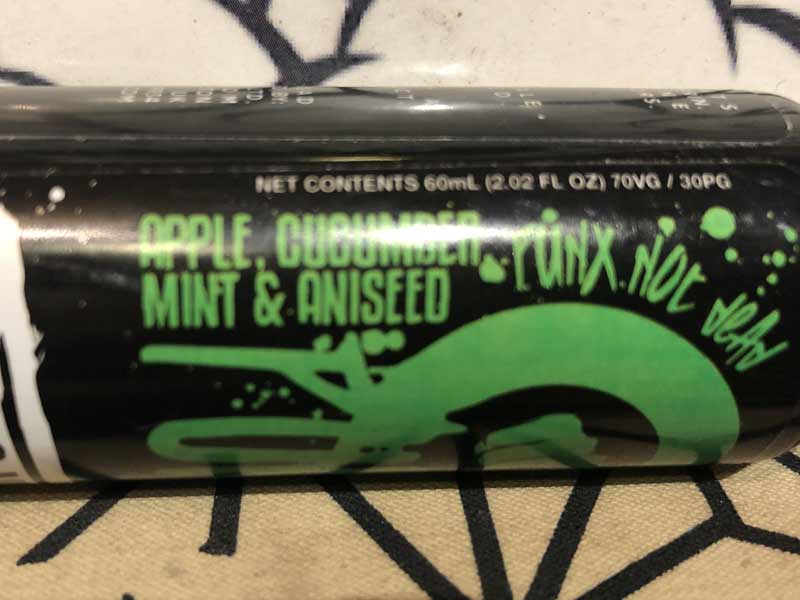 NET CONTENTS 60mL (2.02 FL OZ) 70VG / 30PG
APPLE, CUCUMBER,
MINT & ANISEED
PUNX NOT DEAD